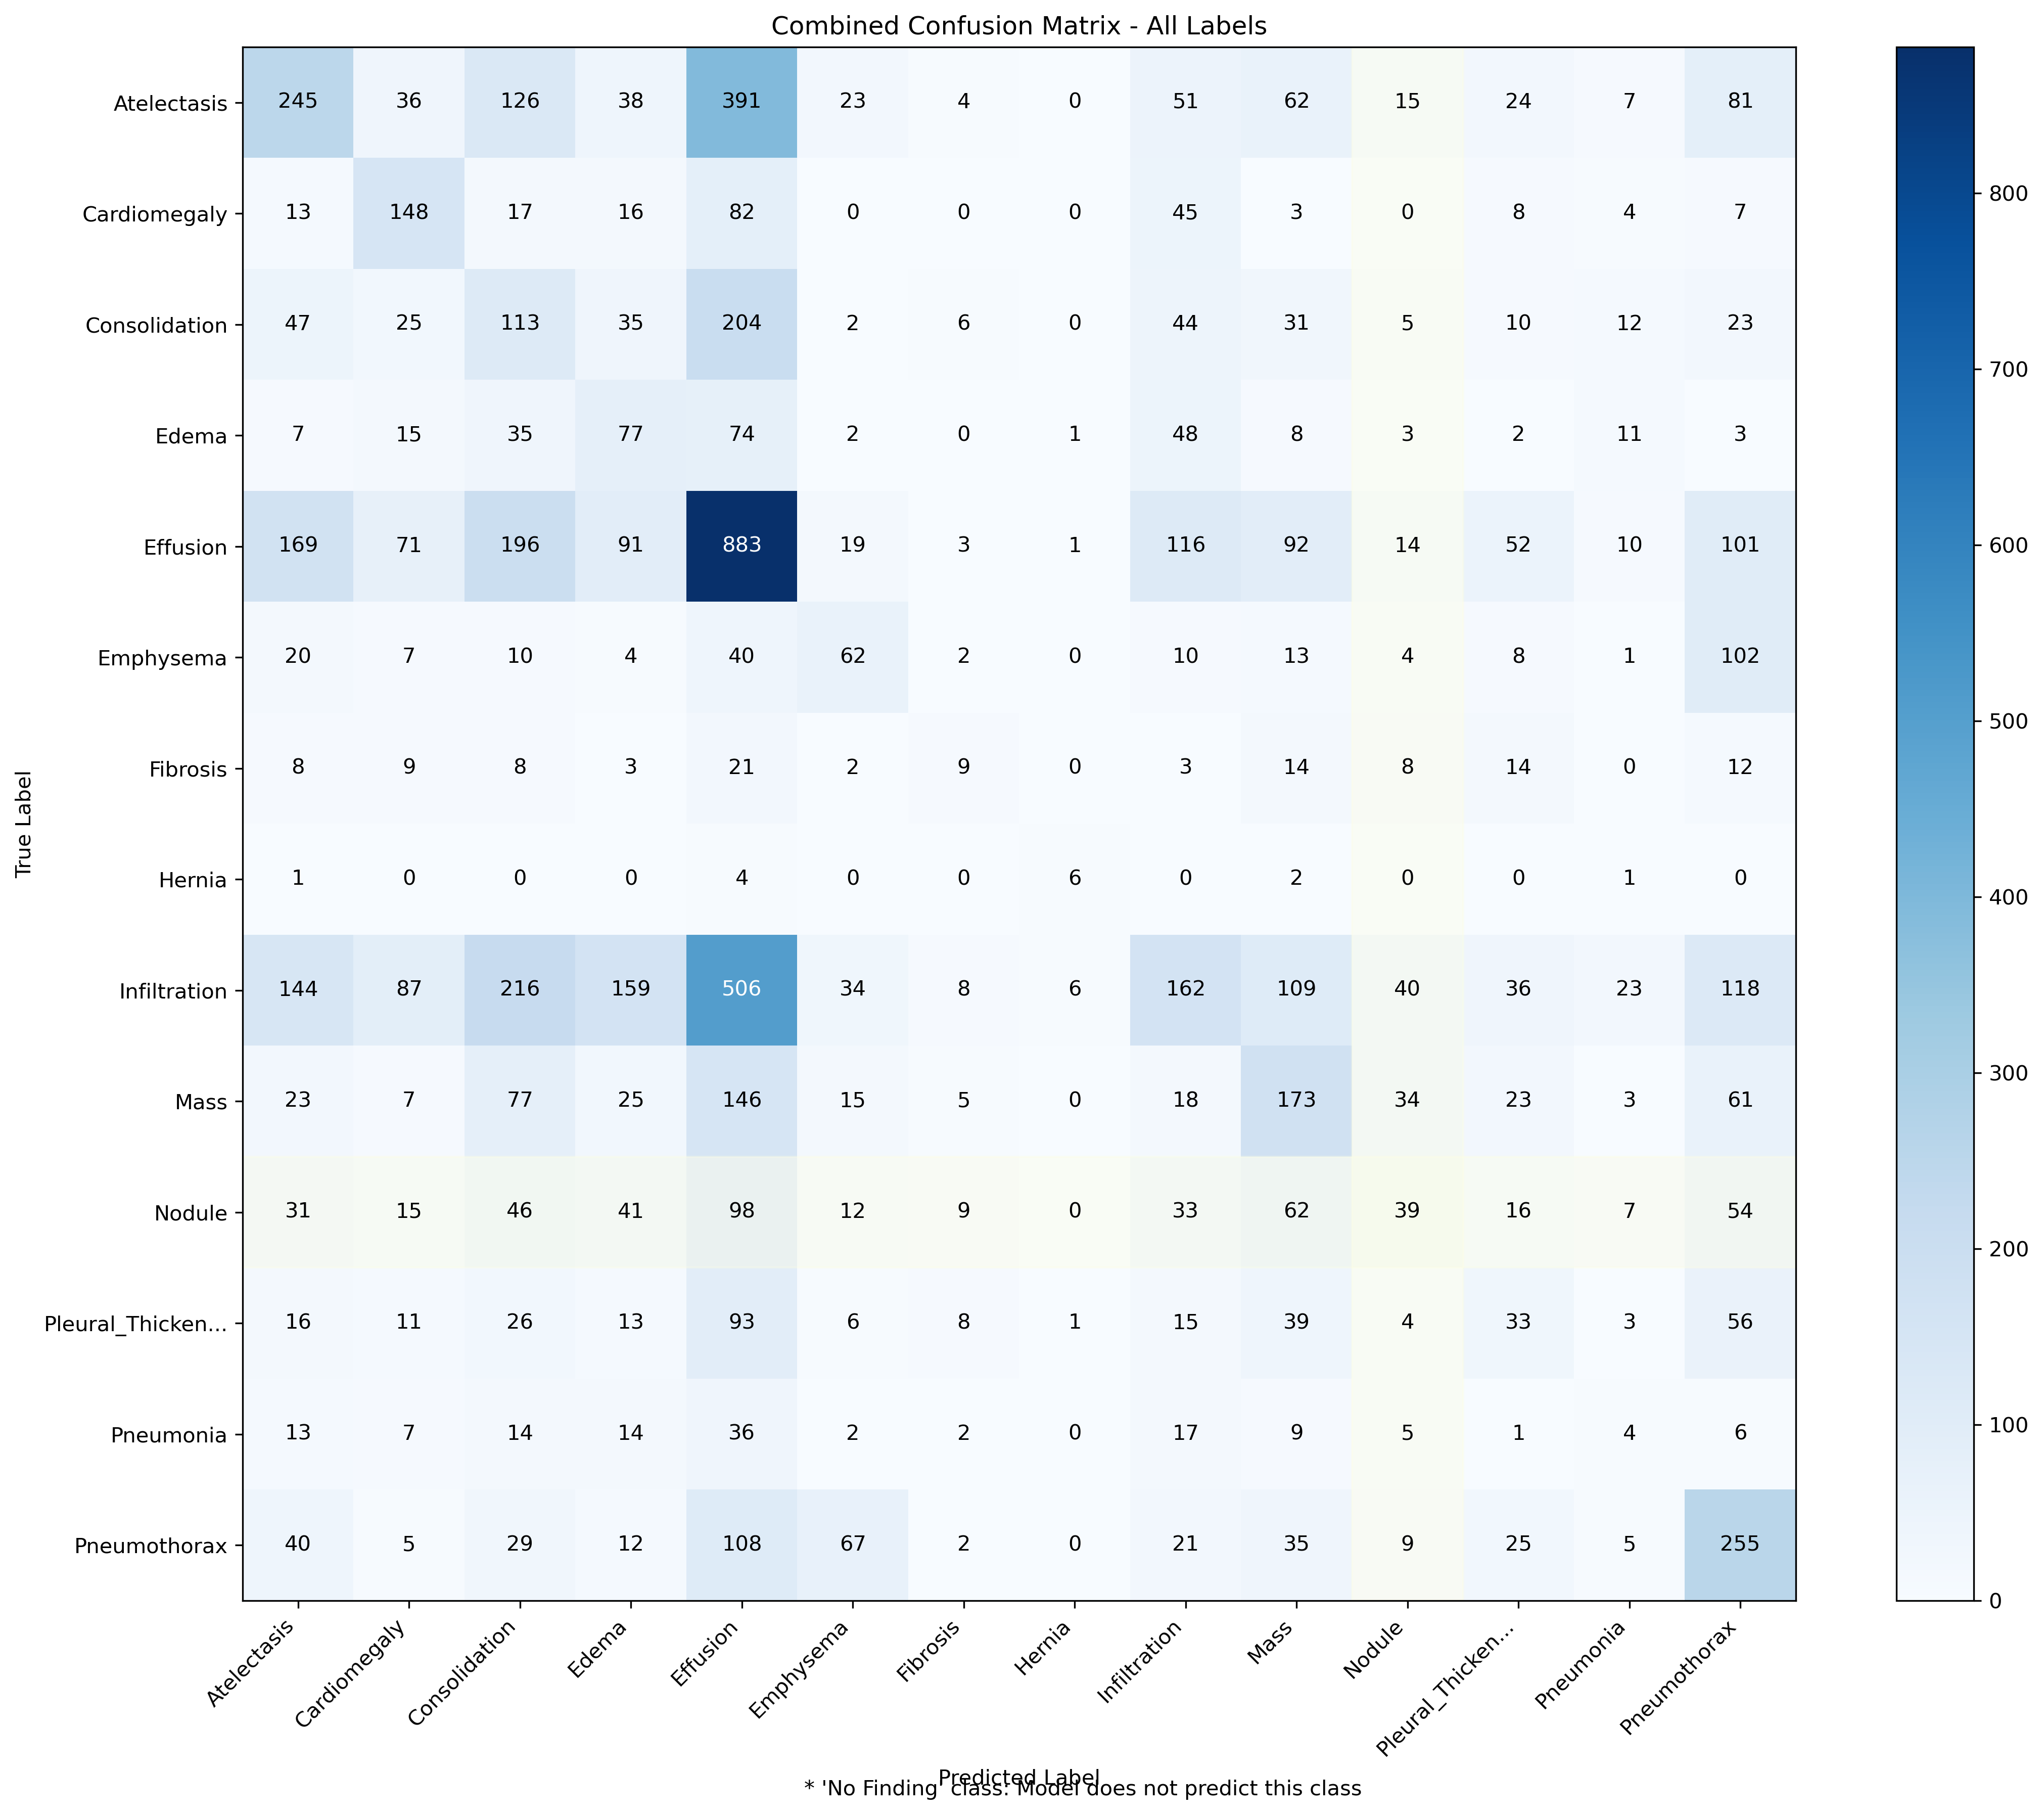 Combined Confusion Matrix - All Labels
Atelectasis 245 36 126 38 391 23 4 0 51 62 15 24 7 81
Cardiomegaly 13 148 17 16 82 0 0 0 45 3 0 8 4 7
Consolidation 47 25 113 35 204 2 6 0 44 31 5 10 12 23
Edema 7 15 35 77 74 2 0 1 48 8 3 2 11 3
Effusion 169 71 196 91 883 19 3 1 116 92 14 52 10 101
Emphysema 20 7 10 4 40 62 2 0 10 13 4 8 1 102
Fibrosis 8 9 8 3 21 2 9 0 3 14 8 14 0 12
Hernia 1 0 0 0 4 0 0 6 0 2 0 0 1 0
Infiltration 144 87 216 159 506 34 8 6 162 109 40 36 23 118
Mass 23 7 77 25 146 15 5 0 18 173 34 23 3 61
Nodule 31 15 46 41 98 12 9 0 33 62 39 16 7 54
Pleural_Thicken... 16 11 26 13 93 6 8 1 15 39 4 33 3 56
Pneumonia 13 7 14 14 36 2 2 0 17 9 5 1 4 6
Pneumothorax 40 5 29 12 108 67 2 0 21 35 9 25 5 255
True Label
Atelectasis Cardiomegaly Consolidation Edema Effusion Emphysema Fibrosis Hernia Infiltration Mass Nodule Pleural_Thicken... Pneumonia Pneumothorax
Predicted Label
* 'No Finding' class: Model does not predict this class
800
700
600
500
400
300
200
100
0